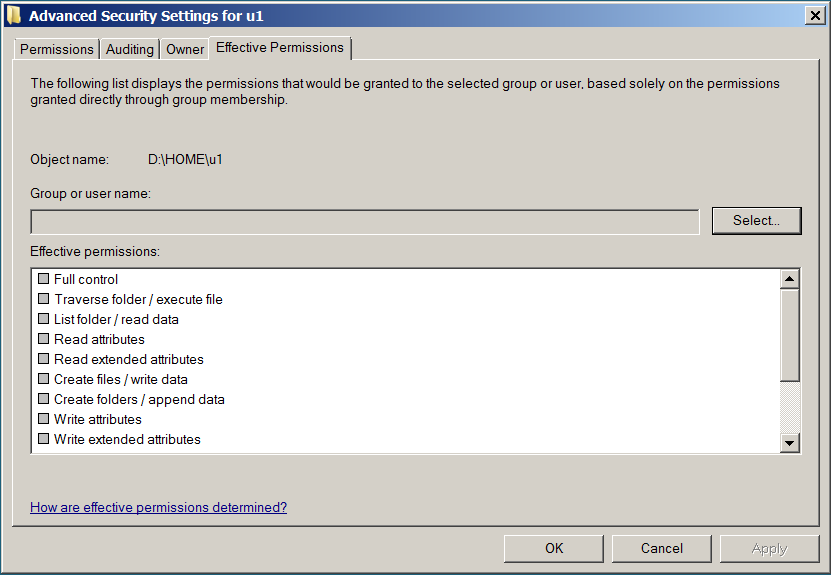 Advanced Security Settings for u1
Permissions Auditing Owner Effective Permissions
The following list displays the permissions that would be granted to the selected group or user, based solely on the permissions
granted directly through group membership.
Object name: D:\HOME\u1
Group or user name:
Select...
Effective permissions:
Full control
Traverse folder / execute file
List folder / read data
Read attributes
Read extended attributes
Create files / write data
Create folders / append data
Write attributes
Write extended attributes
How are effective permissions determined?
OK Cancel Apply